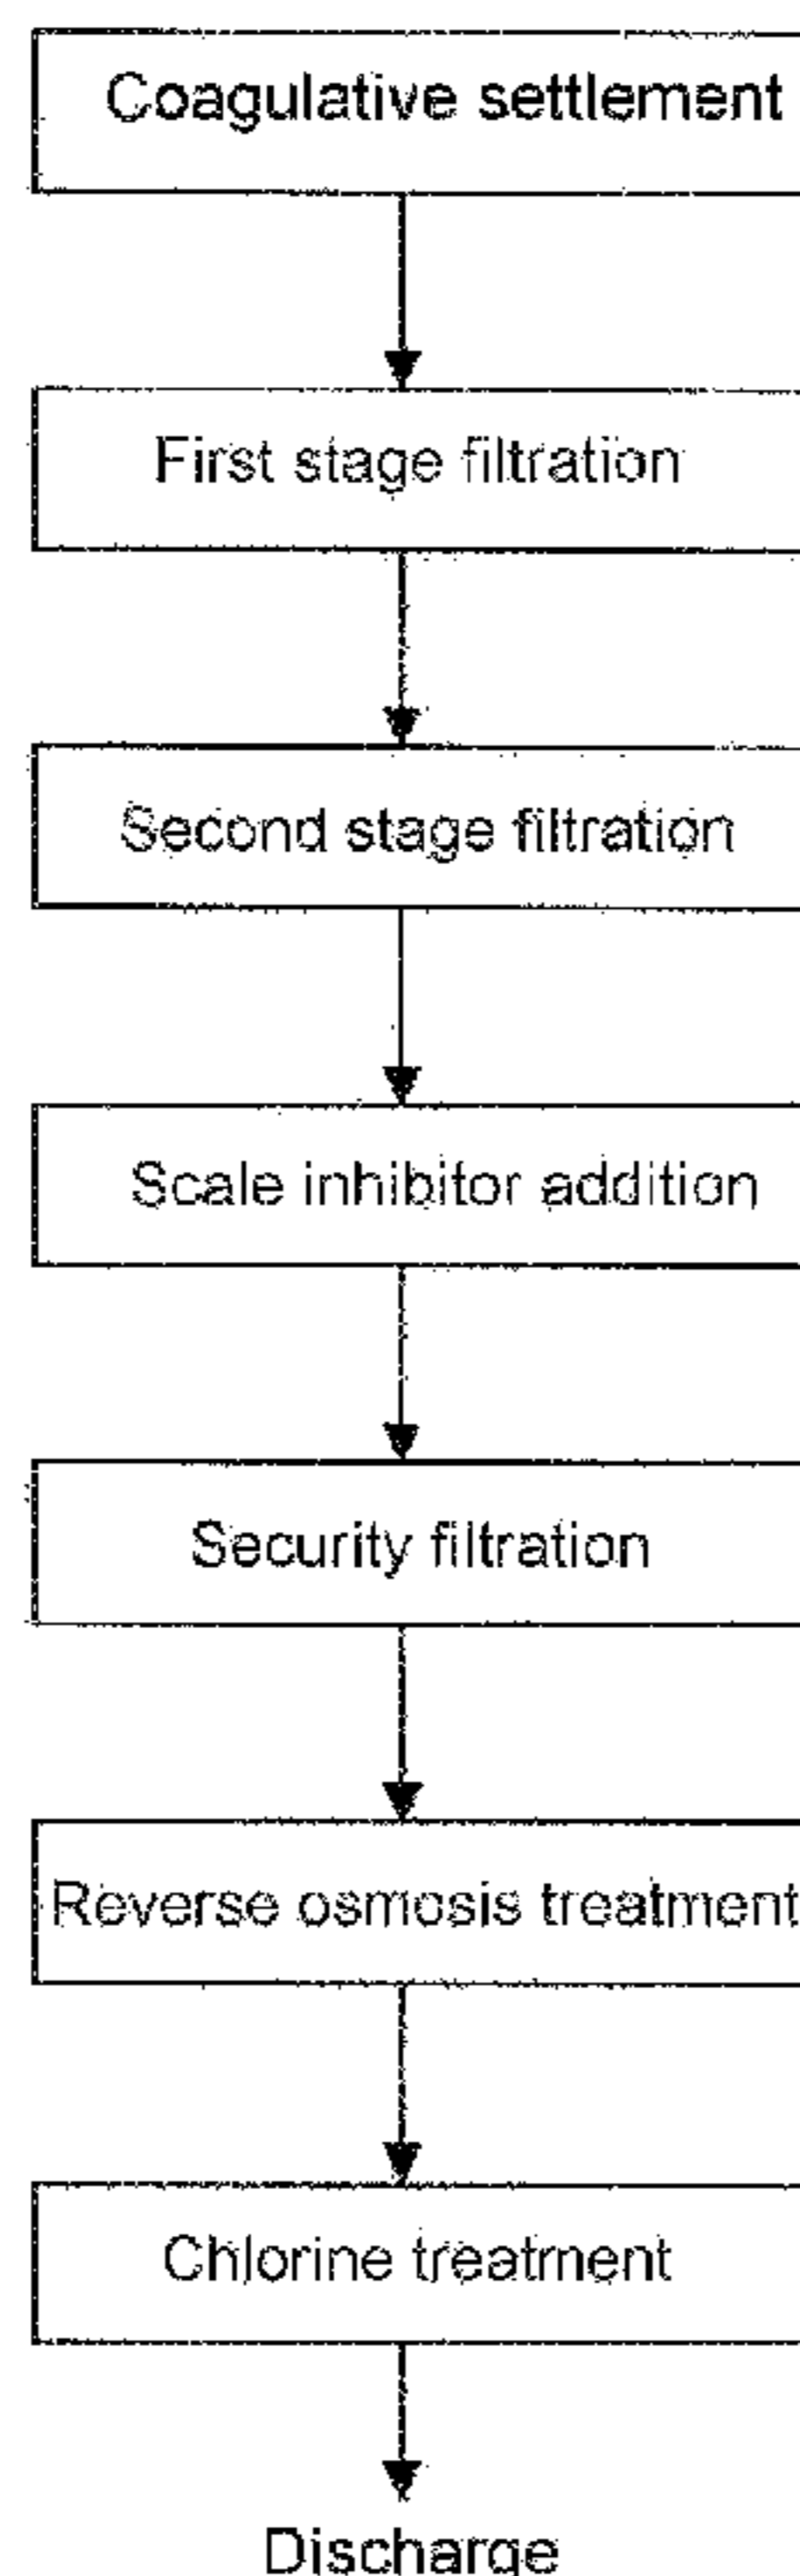 Coagulative settlement
First stage filtration
Second stage filtration
Scale inhibitor addition
Security filtration
Reverse osmosis treatment
Chlorine treatment
Discharge